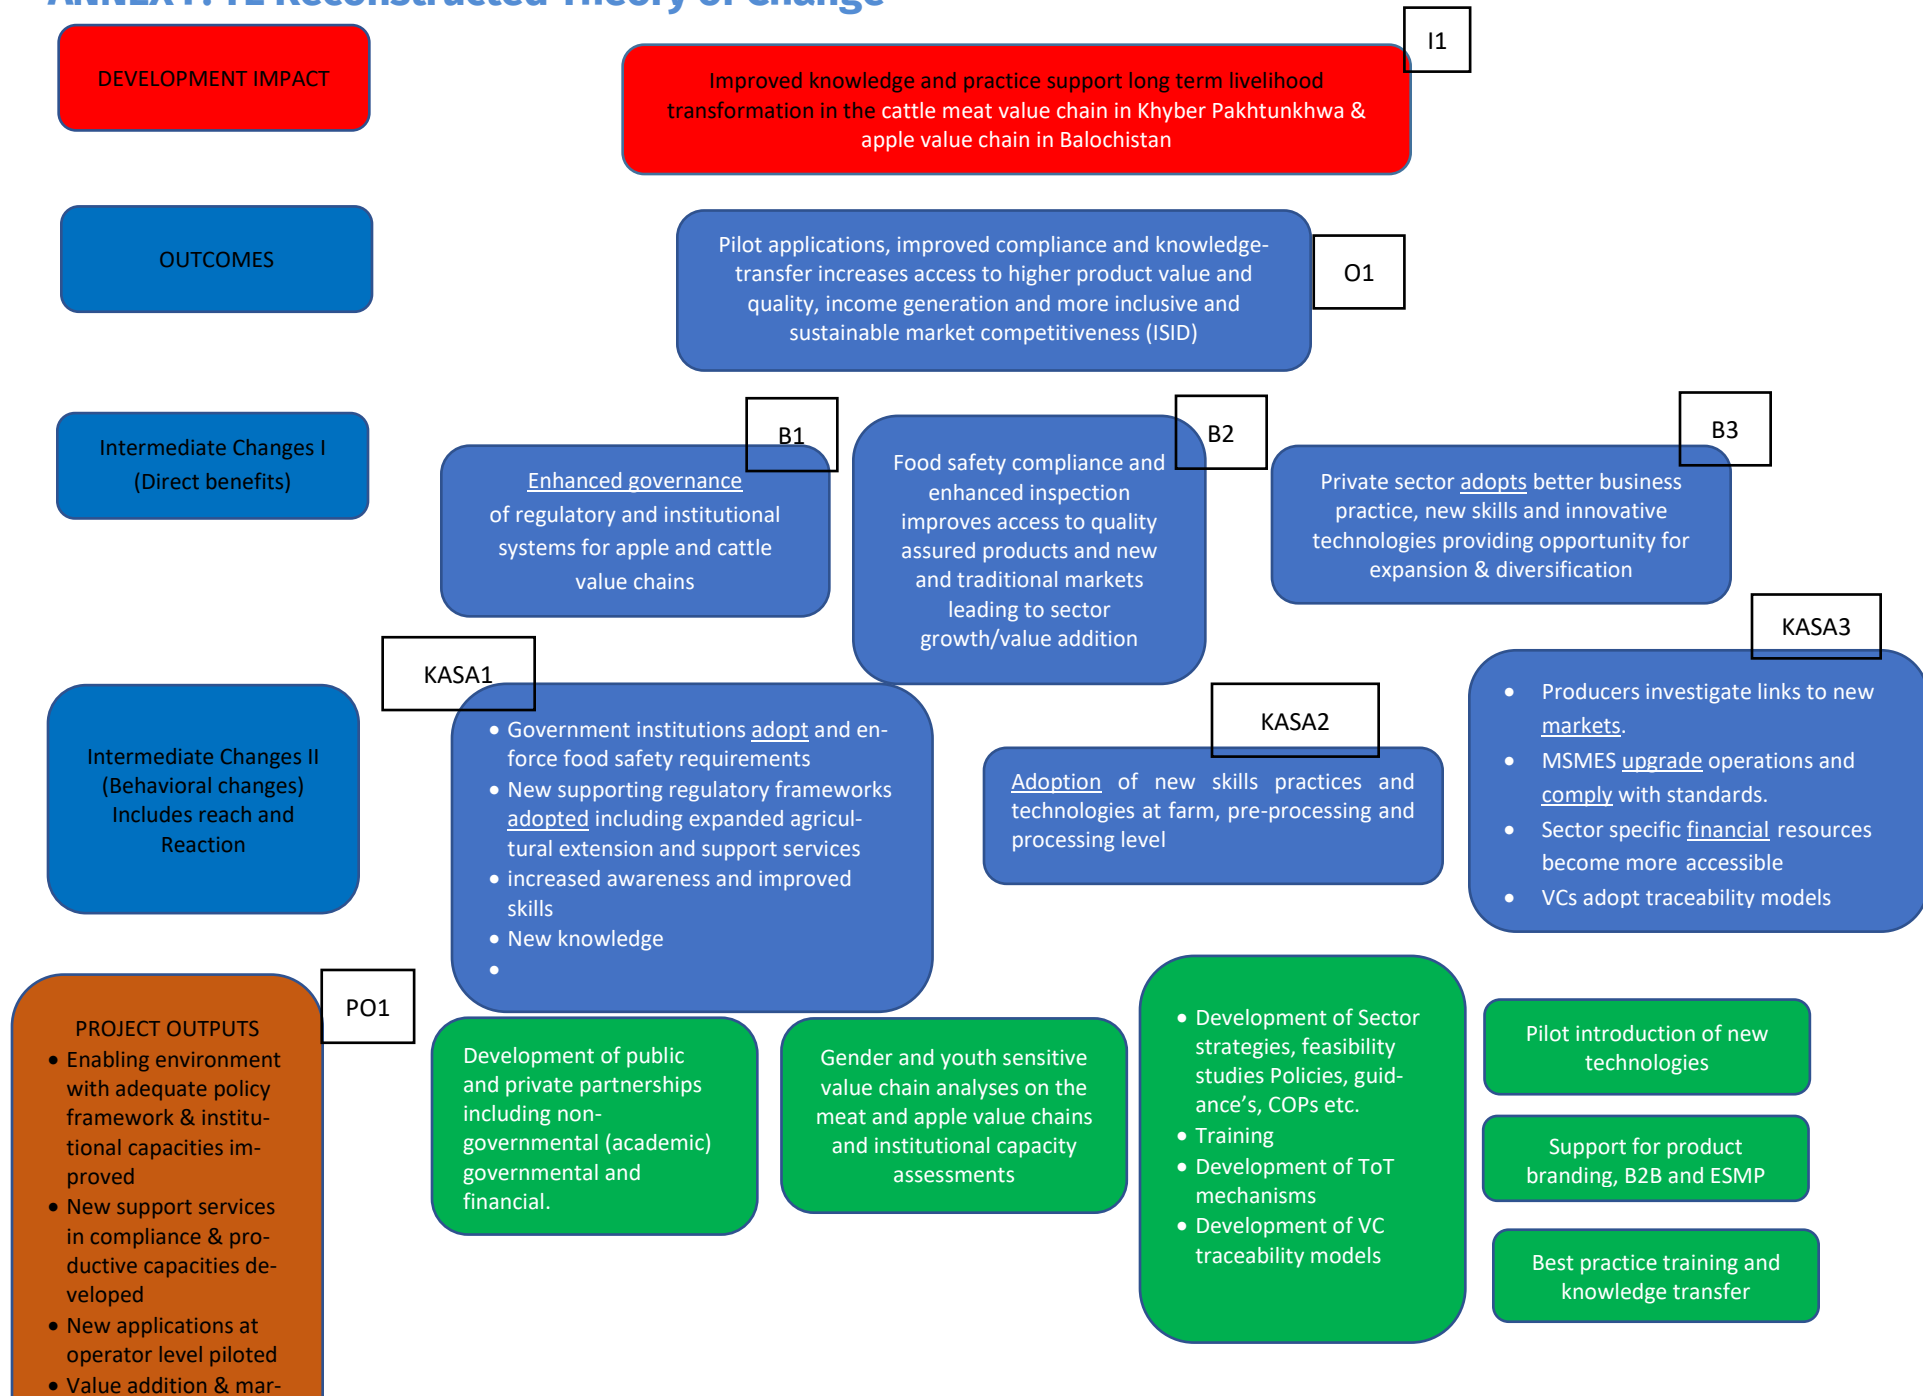 ANNEX F: TE Reconstructed Theory of Change
DEVELOPMENT IMPACT
I1
Improved knowledge and practice support long term livelihood
transformation in the cattle meat value chain in Khyber Pakhtunkhwa &
apple value chain in Balochistan
OUTCOMES
Pilot applications, improved compliance and knowledge-
transfer increases access to higher product value and
quality, income generation and more inclusive and
sustainable market competitiveness (ISID)
O1
Intermediate Changes I
(Direct benefits)
B1
Enhanced governance
of regulatory and institutional
systems for apple and cattle
value chains
B2
Food safety compliance and
enhanced inspection
improves access to quality
assured products and new
and traditional markets
leading to sector
growth/value addition
B3
Private sector adopts better business
practice, new skills and innovative
technologies providing opportunity for
expansion & diversification
Intermediate Changes II
(Behavioral changes)
Includes reach and
Reaction
KASA1
• Government institutions adopt and en-
force food safety requirements
• New supporting regulatory frameworks
adopted including expanded agricul-
tural extension and support services
• increased awareness and improved
skills
• New knowledge
•
KASA2
Adoption of new skills practices and
technologies at farm, pre-processing and
processing level
KASA3
• Producers investigate links to new
markets.
• MSMES upgrade operations and
comply with standards.
• Sector specific financial resources
become more accessible
• VCs adopt traceability models
PO1
PROJECT OUTPUTS
• Enabling environment
with adequate policy
framework & institu-
tional capacities im-
proved
• New support services
in compliance & pro-
ductive capacities de-
veloped
• New applications at
operator level piloted
• Value addition & mar-
Development of public
and private partnerships
including non-
governmental (academic)
governmental and
financial.
Gender and youth sensitive
value chain analyses on the
meat and apple value chains
and institutional capacity
assessments
• Development of Sector
strategies, feasibility
studies Policies, guid-
ance's, COPs etc.
• Training
• Development of ToT
mechanisms
• Development of VC
traceability models
Pilot introduction of new
technologies
Support for product
branding, B2B and ESMP
Best practice training and
knowledge transfer